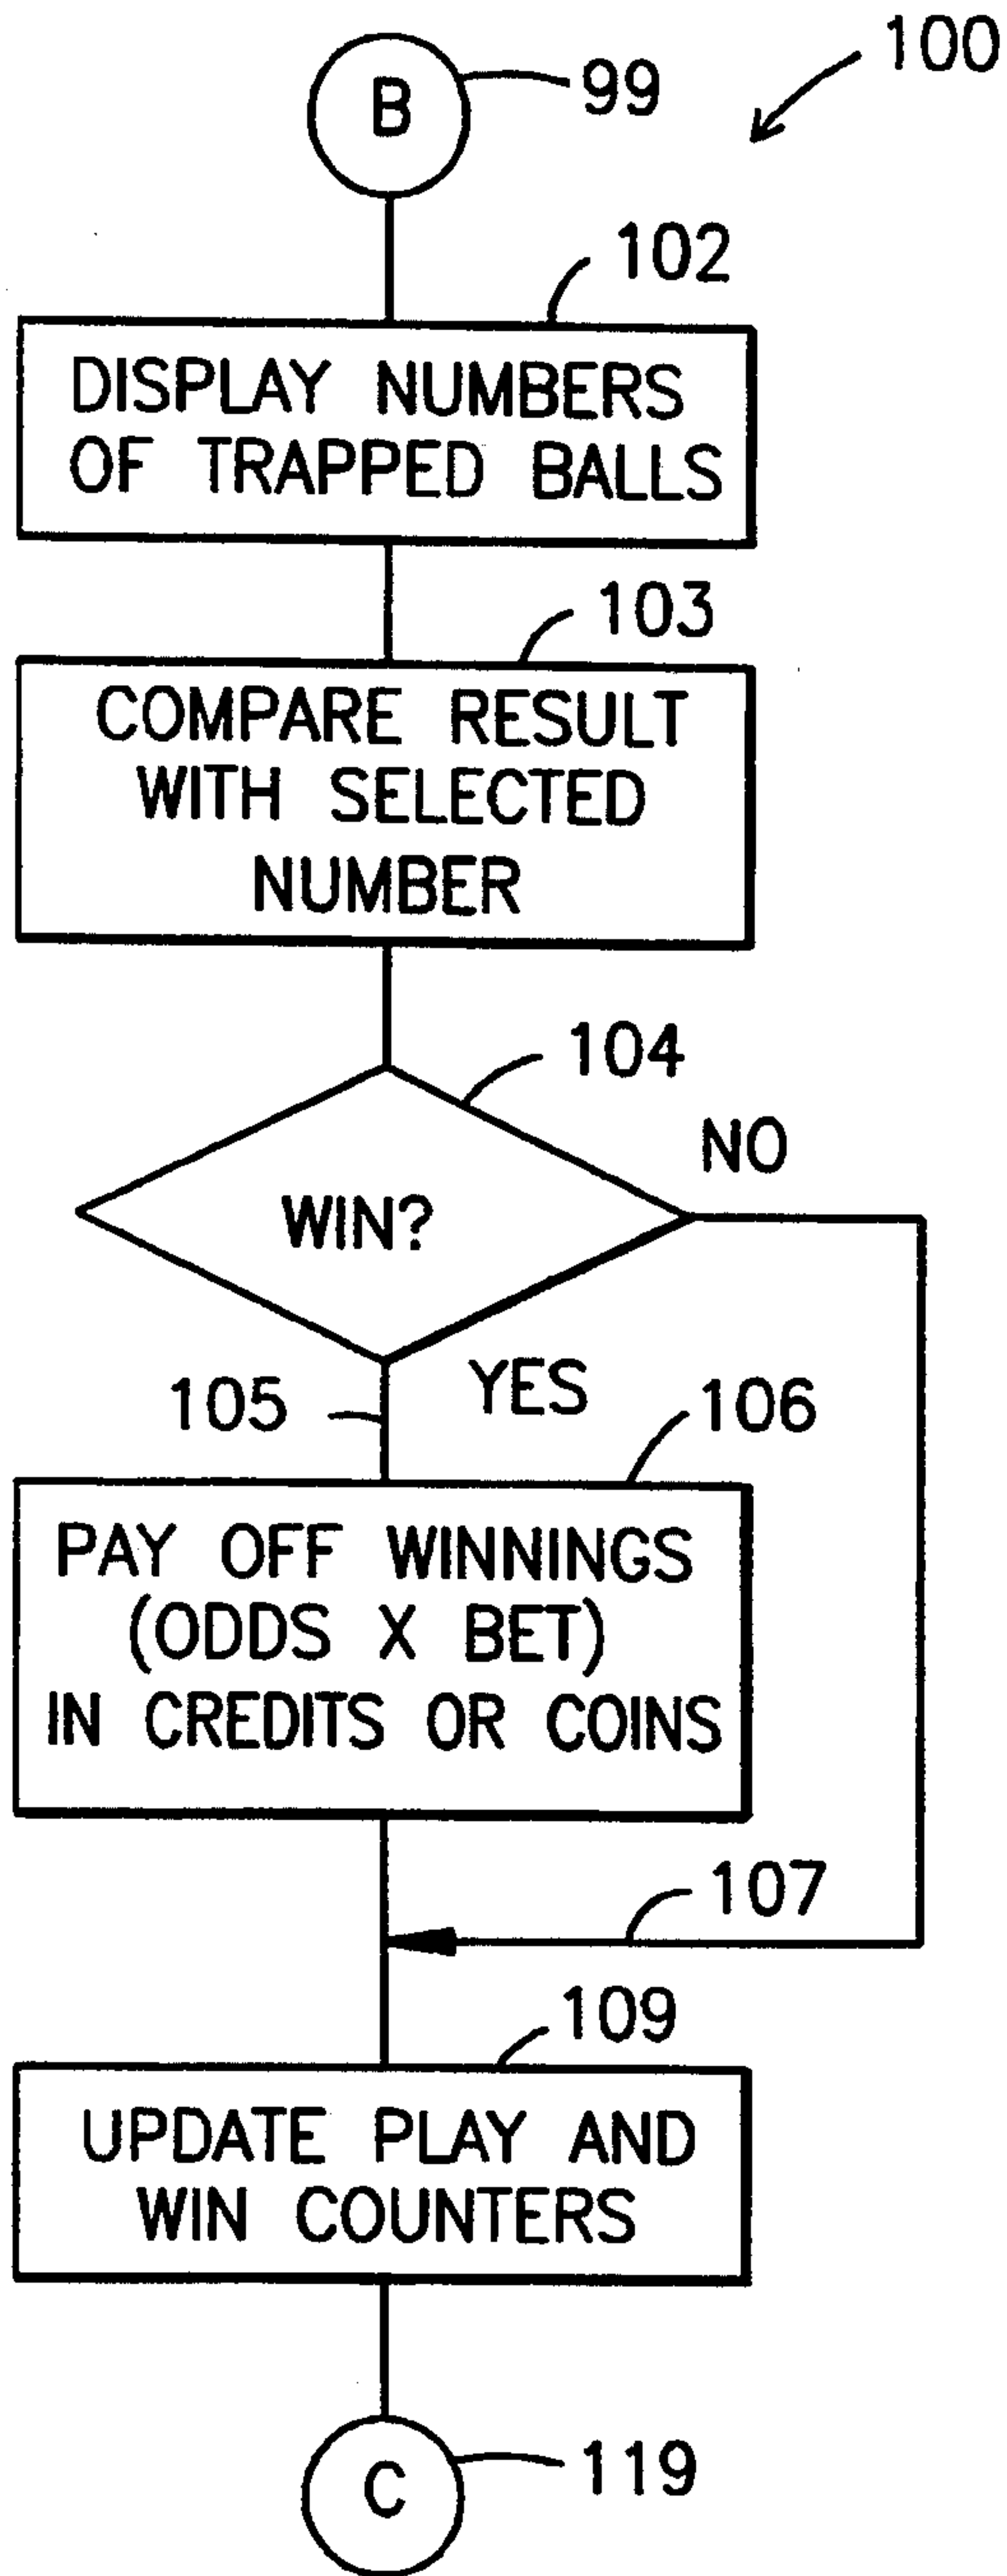 100
B
99
102
DISPLAY NUMBERS
OF TRAPPED BALLS
103
COMPARE RESULT
WITH SELECTED
NUMBER
104
NO
WIN?
YES
105
106
PAY OFF WINNINGS
(ODDS X BET)
IN CREDITS OR COINS
107
109
UPDATE PLAY AND
WIN COUNTERS
C
119